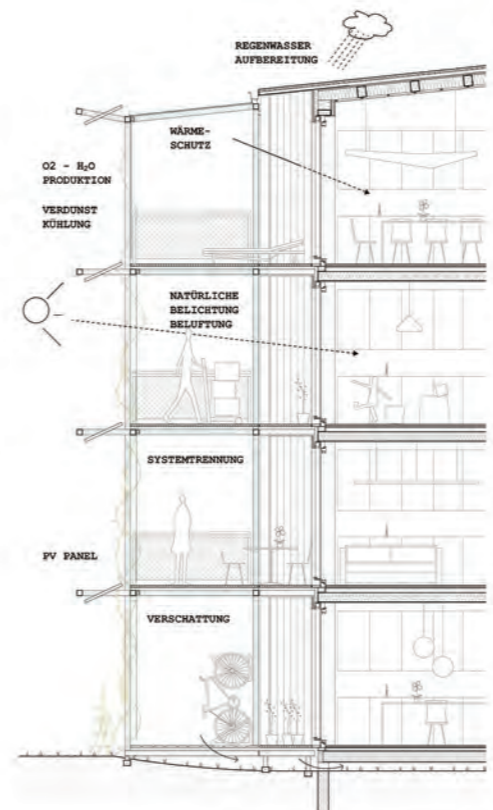 REGENWASSER
AUFBEREITUNG
WÄRME-
SCHUTZ
O2 - H₂O
PRODUKTION
VERDUNST
KÜHLUNG
NATÜRLICHE
BELICHTUNG
BELUFTUNG
SYSTEMTRENNUNG
PV PANEL
VERSCHATTUNG